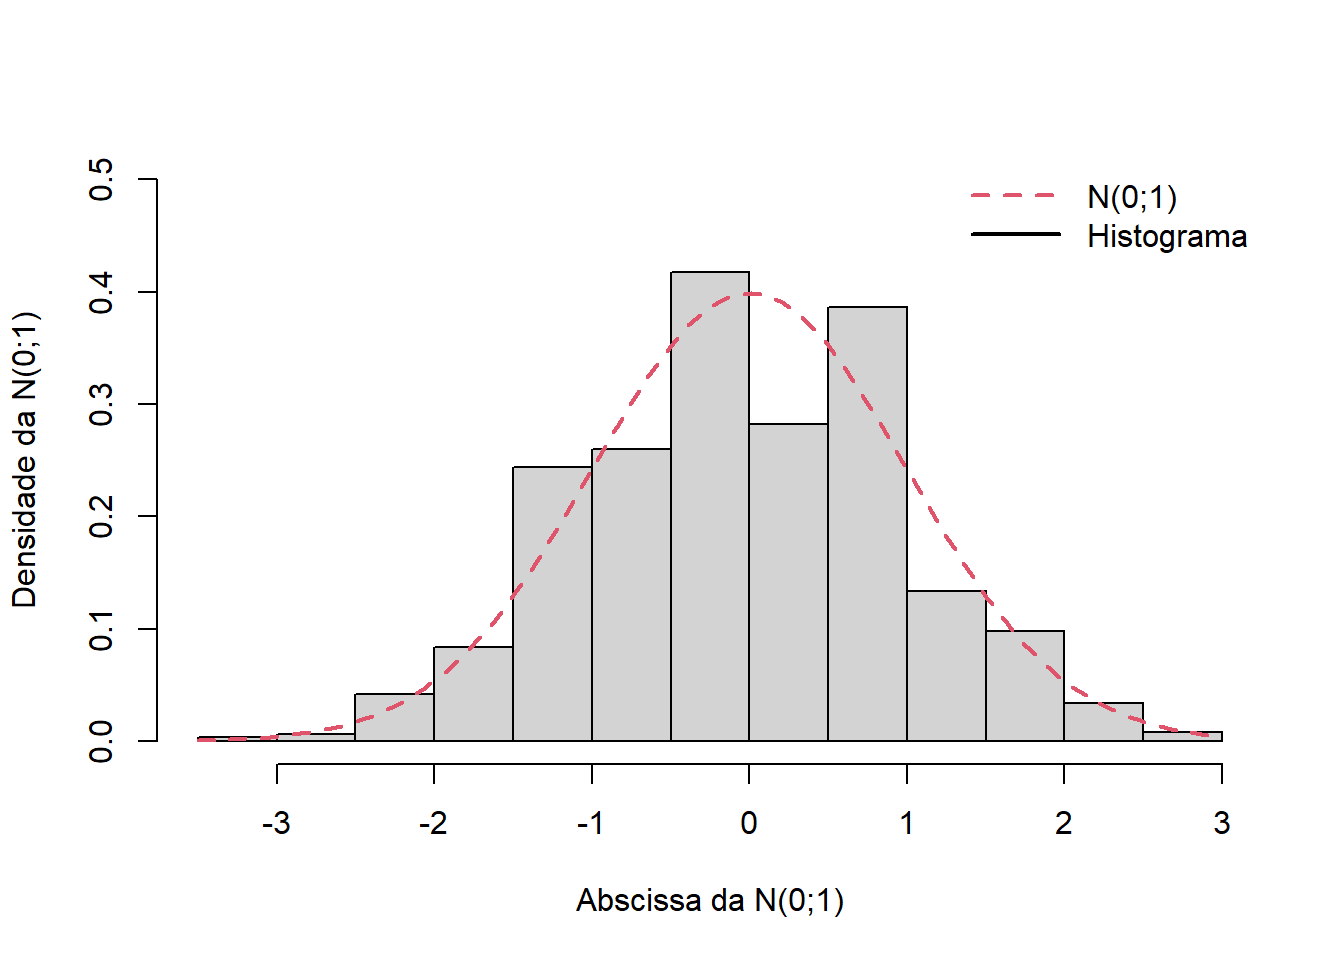 N(0;1)
Histograma
Densidade da N(0;1)
0.5
0.4
0.3
0.2
0.1
0.0
-3 -2 -1 0 1 2 3
Abscissa da N(0;1)